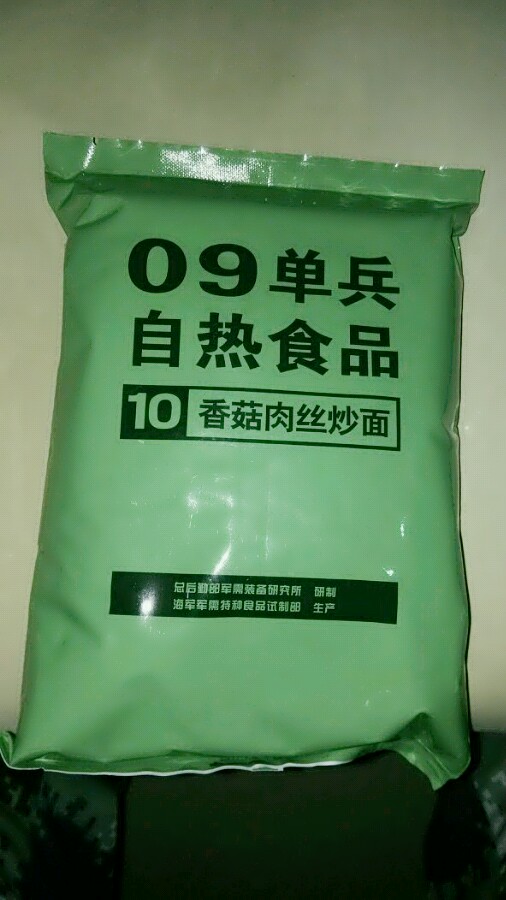 09单兵
自热食品
10 香菇肉丝炒面
总后勤部军需装备研究所 研制
海军军需特种食品试制部 生产